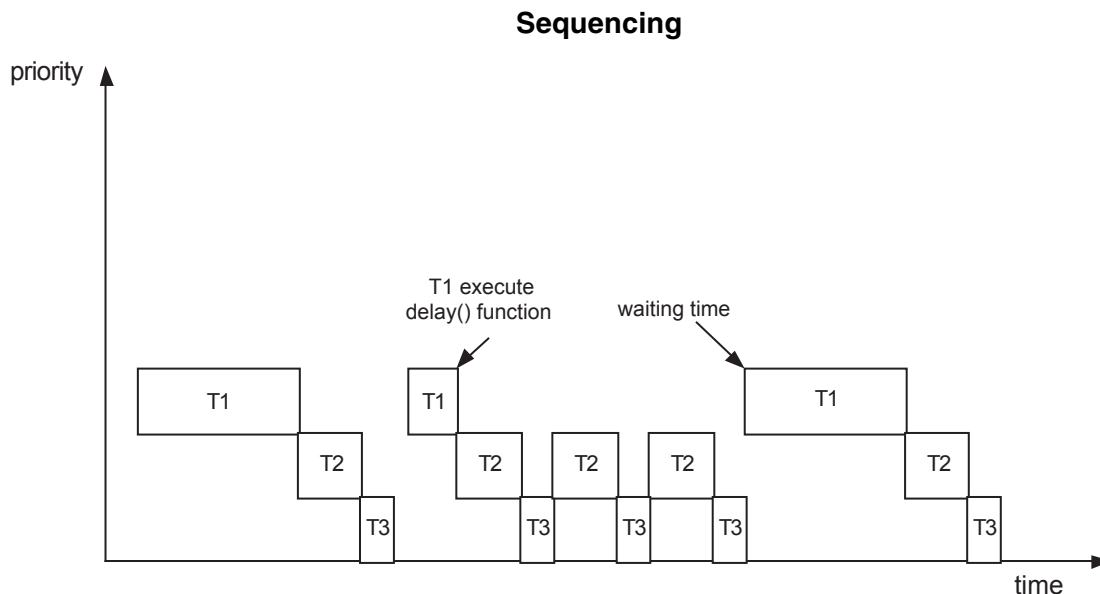 Sequencing
priority
T1 execute
delay() function
waiting time
T1
T1
T1
T2
T2
T2
T2
T2
T3
T3
T3
T3
T3
time